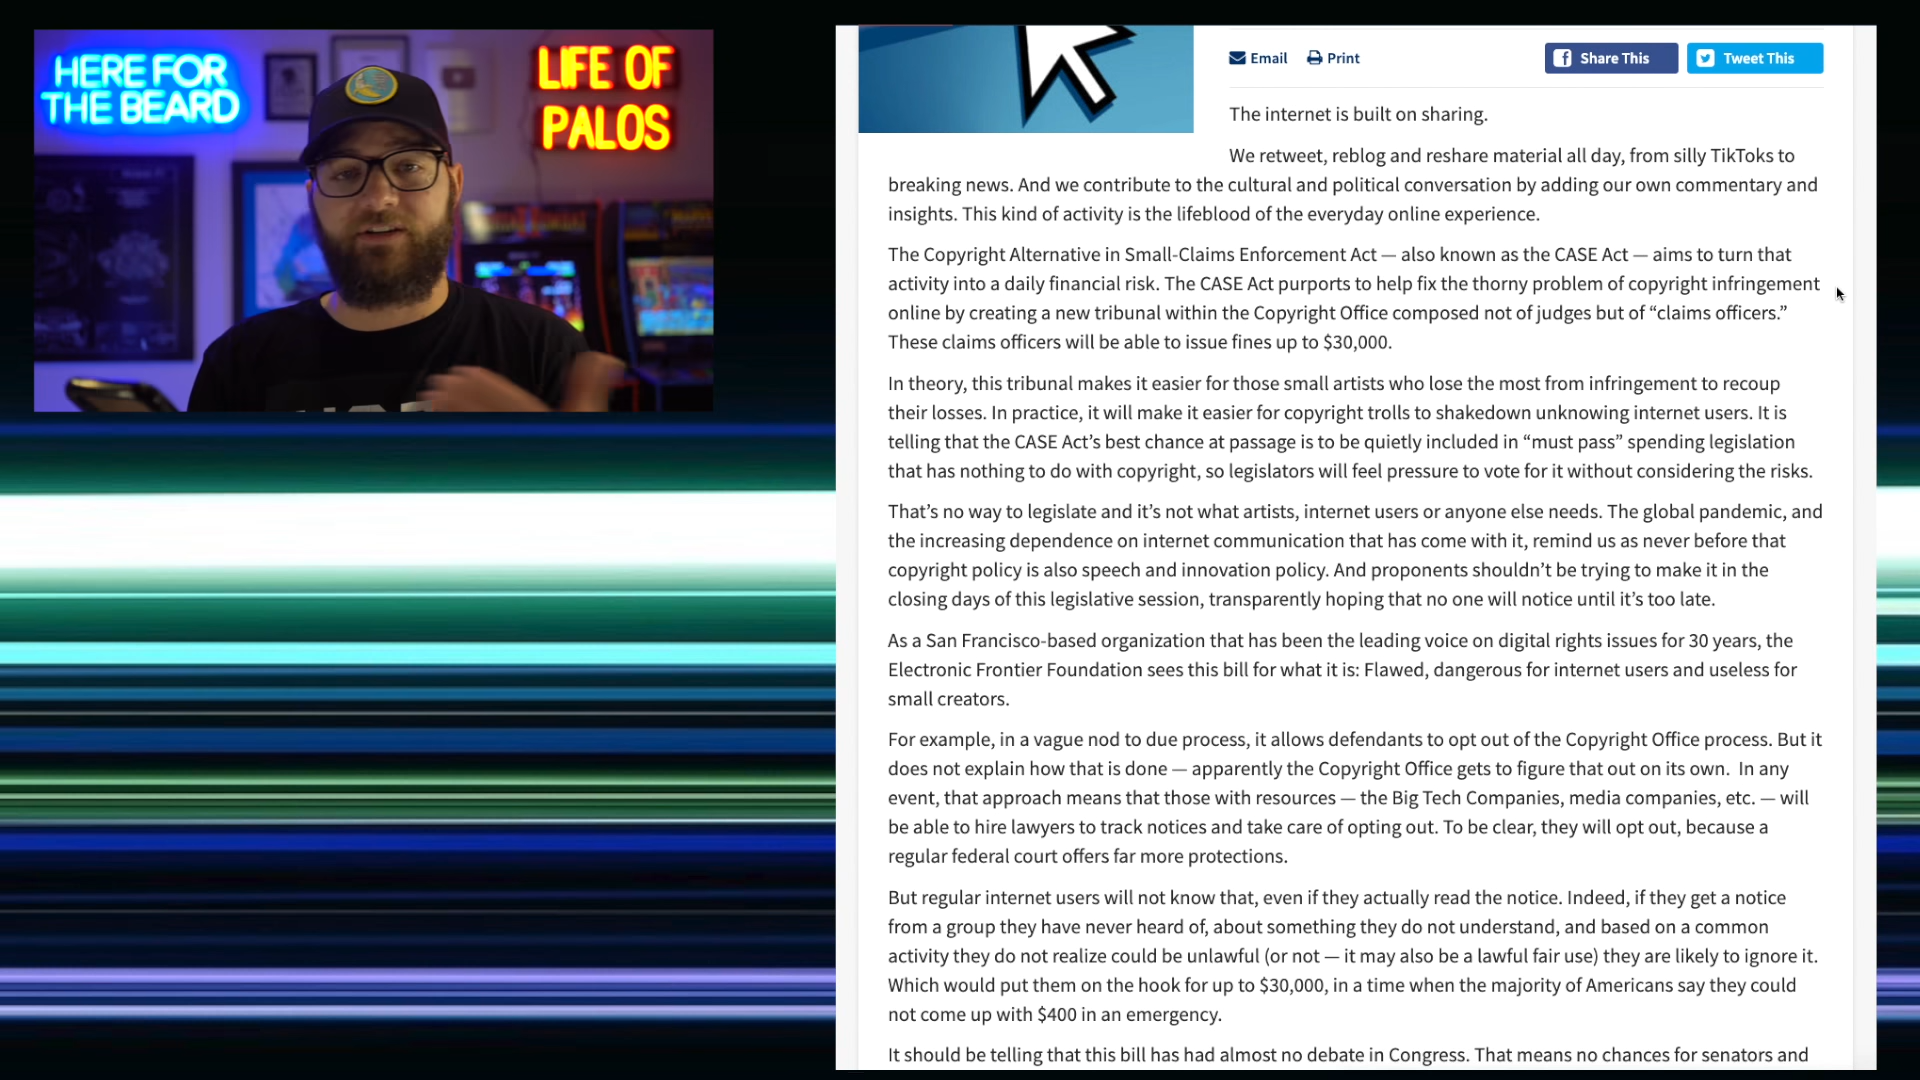 HERE FOR
THE BEARD
LIFE OF
PALOS
Email
Print
Share This
Tweet This
The internet is built on sharing.
We retweet, reblog and reshare material all day, from silly TikToks to
breaking news. And we contribute to the cultural and political conversation by adding our own commentary and
insights. This kind of activity is the lifeblood of the everyday online experience.
The Copyright Alternative in Small-Claims Enforcement Act — also known as the CASE Act — aims to turn that
activity into a daily financial risk. The CASE Act purports to help fix the thorny problem of copyright infringement
online by creating a new tribunal within the Copyright Office composed not of judges but of “claims officers.”
These claims officers will be able to issue fines up to $30,000.
In theory, this tribunal makes it easier for those small artists who lose the most from infringement to recoup
their losses. In practice, it will make it easier for copyright trolls to shakedown unknowing internet users. It is
telling that the CASE Act’s best chance at passage is to be quietly included in “must pass” spending legislation
that has nothing to do with copyright, so legislators will feel pressure to vote for it without considering the risks.
That’s no way to legislate and it’s not what artists, internet users or anyone else needs. The global pandemic, and
the increasing dependence on internet communication that has come with it, remind us as never before that
copyright policy is also speech and innovation policy. And proponents shouldn’t be trying to make it in the
closing days of this legislative session, transparently hoping that no one will notice until it’s too late.
As a San Francisco-based organization that has been the leading voice on digital rights issues for 30 years, the
Electronic Frontier Foundation sees this bill for what it is: Flawed, dangerous for internet users and useless for
small creators.
For example, in a vague nod to due process, it allows defendants to opt out of the Copyright Office process. But it
does not explain how that is done — apparently the Copyright Office gets to figure that out on its own. In any
event, that approach means that those with resources — the Big Tech Companies, media companies, etc. — will
be able to hire lawyers to track notices and take care of opting out. To be clear, they will opt out, because a
regular federal court offers far more protections.
But regular internet users will not know that, even if they actually read the notice. Indeed, if they get a notice
from a group they have never heard of, about something they do not understand, and based on a common
activity they do not realize could be unlawful (or not — it may also be a lawful fair use) they are likely to ignore it.
Which would put them on the hook for up to $30,000, in a time when the majority of Americans say they could
not come up with $400 in an emergency.
It should be telling that this bill has had almost no debate in Congress. That means no chances for senators and